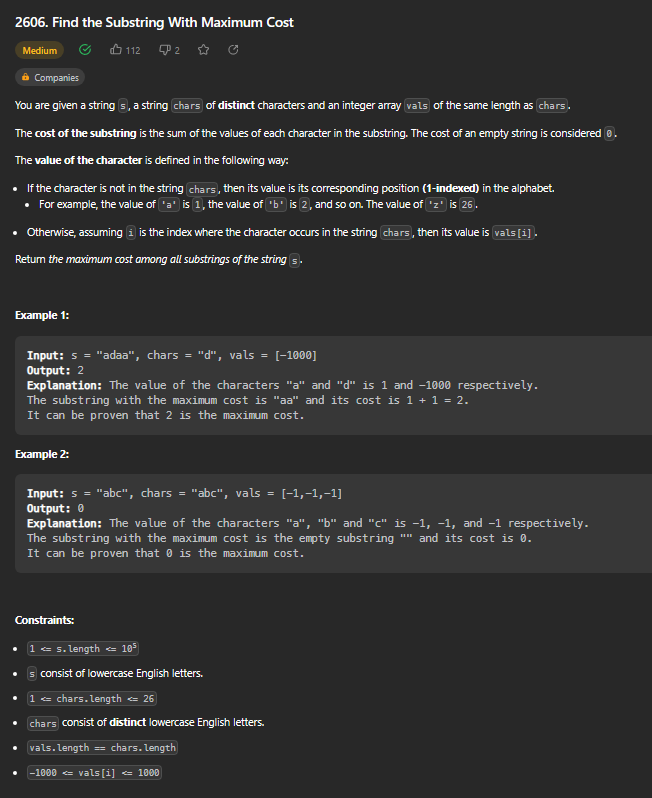 2606. Find the Substring With Maximum Cost
Medium 112 2
Companies
You are given a string s, a string chars of distinct characters and an integer array vals of the same length as chars.
The cost of the substring is the sum of the values of each character in the substring. The cost of an empty string is considered 0.
The value of the character is defined in the following way:
• If the character is not in the string chars, then its value is its corresponding position (1-indexed) in the alphabet.
• For example, the value of 'a' is 1, the value of 'b' is 2, and so on. The value of 'z' is 26.
• Otherwise, assuming i is the index where the character occurs in the string chars, then its value is vals[i].
Return the maximum cost among all substrings of the string s.
Example 1:
Input: s = "adaa", chars = "d", vals = [-1000]
Output: 2
Explanation: The value of the characters "a" and "d" is 1 and -1000 respectively.
The substring with the maximum cost is "aa" and its cost is 1 + 1 = 2.
It can be proven that 2 is the maximum cost.
Example 2:
Input: s = "abc", chars = "abc", vals = [-1,-1,-1]
Output: 0
Explanation: The value of the characters "a", "b" and "c" is -1, -1, and -1 respectively.
The substring with the maximum cost is the empty substring "" and its cost is 0.
It can be proven that 0 is the maximum cost.
Constraints:
• 1 <= s.length <= 10⁵
• s consist of lowercase English letters.
• 1 <= chars.length <= 26
• chars consist of distinct lowercase English letters.
• vals.length == chars.length
• -1000 <= vals[i] <= 1000